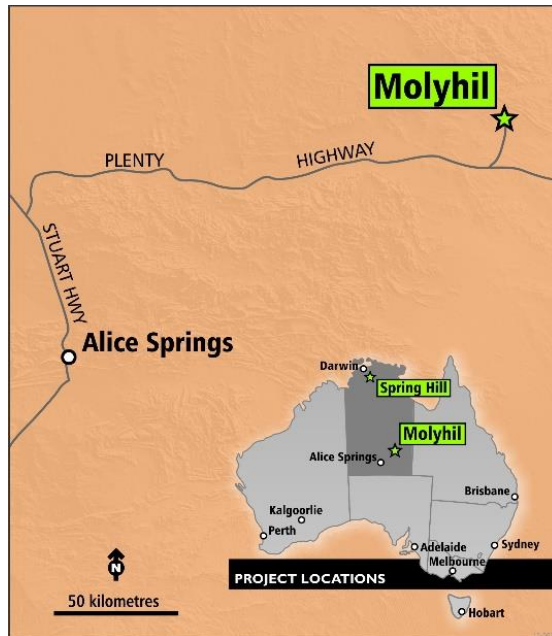 Molyhil
PLENTY
HIGHWAY
STUART HWY
Alice Springs
Darwin
Spring Hill
Molyhil
Alice Springs
Brisbane
Kalgoorlie
Perth
Adelaide
Sydney
Melbourne
Hobart
PROJECT LOCATIONS
N
50 kilometres